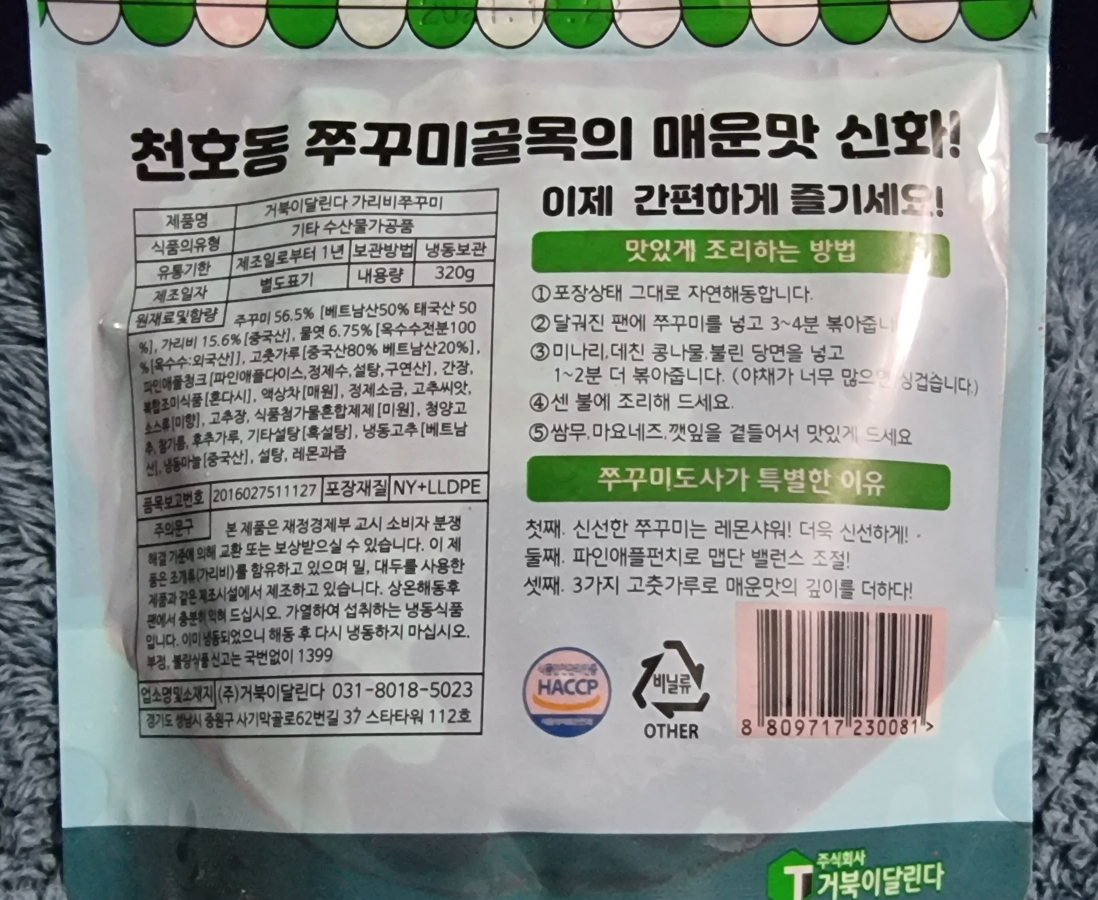 천호동 쭈꾸미골목의 매운맛 신화!
이제 간편하게 즐기세요!
제품명 거북이달린다 가리비쭈꾸미
식품의유형 기타 수산물가공품
유통기한 제조일로부터 1년 보관방법 냉동보관
제조일자 별도표기 내용량 320g
원재료및함량 주꾸미 56.5% [베트남산50% 태국산 50
%], 가리비 15.6% [중국산], 물엿 6.75% [옥수수전분100
%[옥수수:외국산]], 고춧가루[중국산80% 베트남산20%],
파인애플청크[파인애플다이스,정제수,설탕,구연산], 간장,
복합조미식품[혼다시], 액상차[매원], 정제소금, 고추씨앗,
소스류[미향], 고추장, 식품첨가물혼합제제[미원], 청양고
추, 참기름, 후추가루, 기타설탕[흑설탕], 냉동고추[베트남
산], 냉동마늘[중국산], 설탕, 레몬과즙
품목보고번호 2016027511127 포장재질 NY+LLDPE
주의문구 본 제품은 재정경제부 고시 소비자 분쟁
해결 기준에 의해 교환 또는 보상받으실 수 있습니다. 이 제
품은 조개류(가리비)를 함유하고 있으며 밀, 대두를 사용한
제품과 같은 제조시설에서 제조하고 있습니다. 상온해동후
팬에서 충분히 익혀 드십시오. 가열하여 섭취하는 냉동식품
입니다. 이미 냉동되었으니 해동 후 다시 냉동하지 마십시오.
부정, 불량식품 신고는 국번없이 1399
업소명및소재지 (주)거북이달린다 031-8018-5023
경기도 성남시 중원구 사기막골로62번길 37 스타타워 112호
맛있게 조리하는 방법
①포장상태 그대로 자연해동합니다.
②달궈진 팬에 쭈꾸미를 넣고 3~4분 볶아줍니
③미나리,데친 콩나물,불린 당면을 넣고
1~2분 더 볶아줍니다. (야채가 너무 많으면 싱겁습니다.)
④센 불에 조리해 드세요.
⑤쌈무,마요네즈,깻잎을 곁들어서 맛있게 드세요
쭈꾸미도사가 특별한 이유
첫째. 신선한 쭈꾸미는 레몬샤워! 더욱 신선하게!
둘째. 파인애플펀치로 맵단 밸런스 조절!
셋째. 3가지 고춧가루로 매운맛의 깊이를 더하다!
HACCP
비닐류
OTHER
8 809717 230081 >
주식회사
거북이달린다